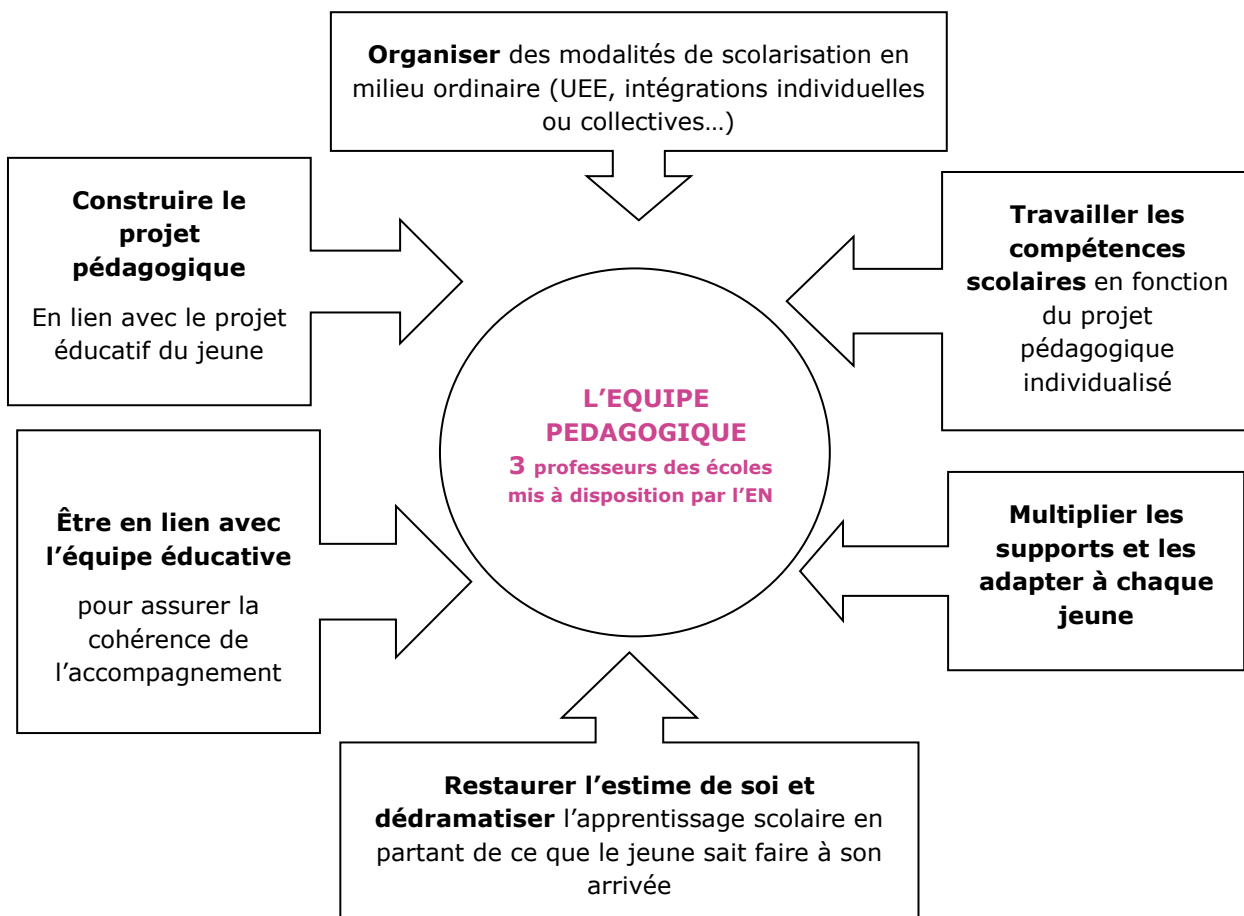 Organiser des modalités de scolarisation en
milieu ordinaire (UEE, intégrations individuelles
ou collectives…)
Construire le
projet
pédagogique
En lien avec le projet
éducatif du jeune
Travailler les
compétences
scolaires en fonction
du projet
pédagogique
individualisé
L’EQUIPE
PEDAGOGIQUE
3 professeurs des écoles
mis à disposition par l’EN
Être en lien avec
l’équipe éducative
pour assurer la
cohérence de
l’accompagnement
Multiplier les
supports et les
adapter à chaque
jeune
Restaurer l’estime de soi et
dédramatiser l’apprentissage scolaire en
partant de ce que le jeune sait faire à son
arrivée